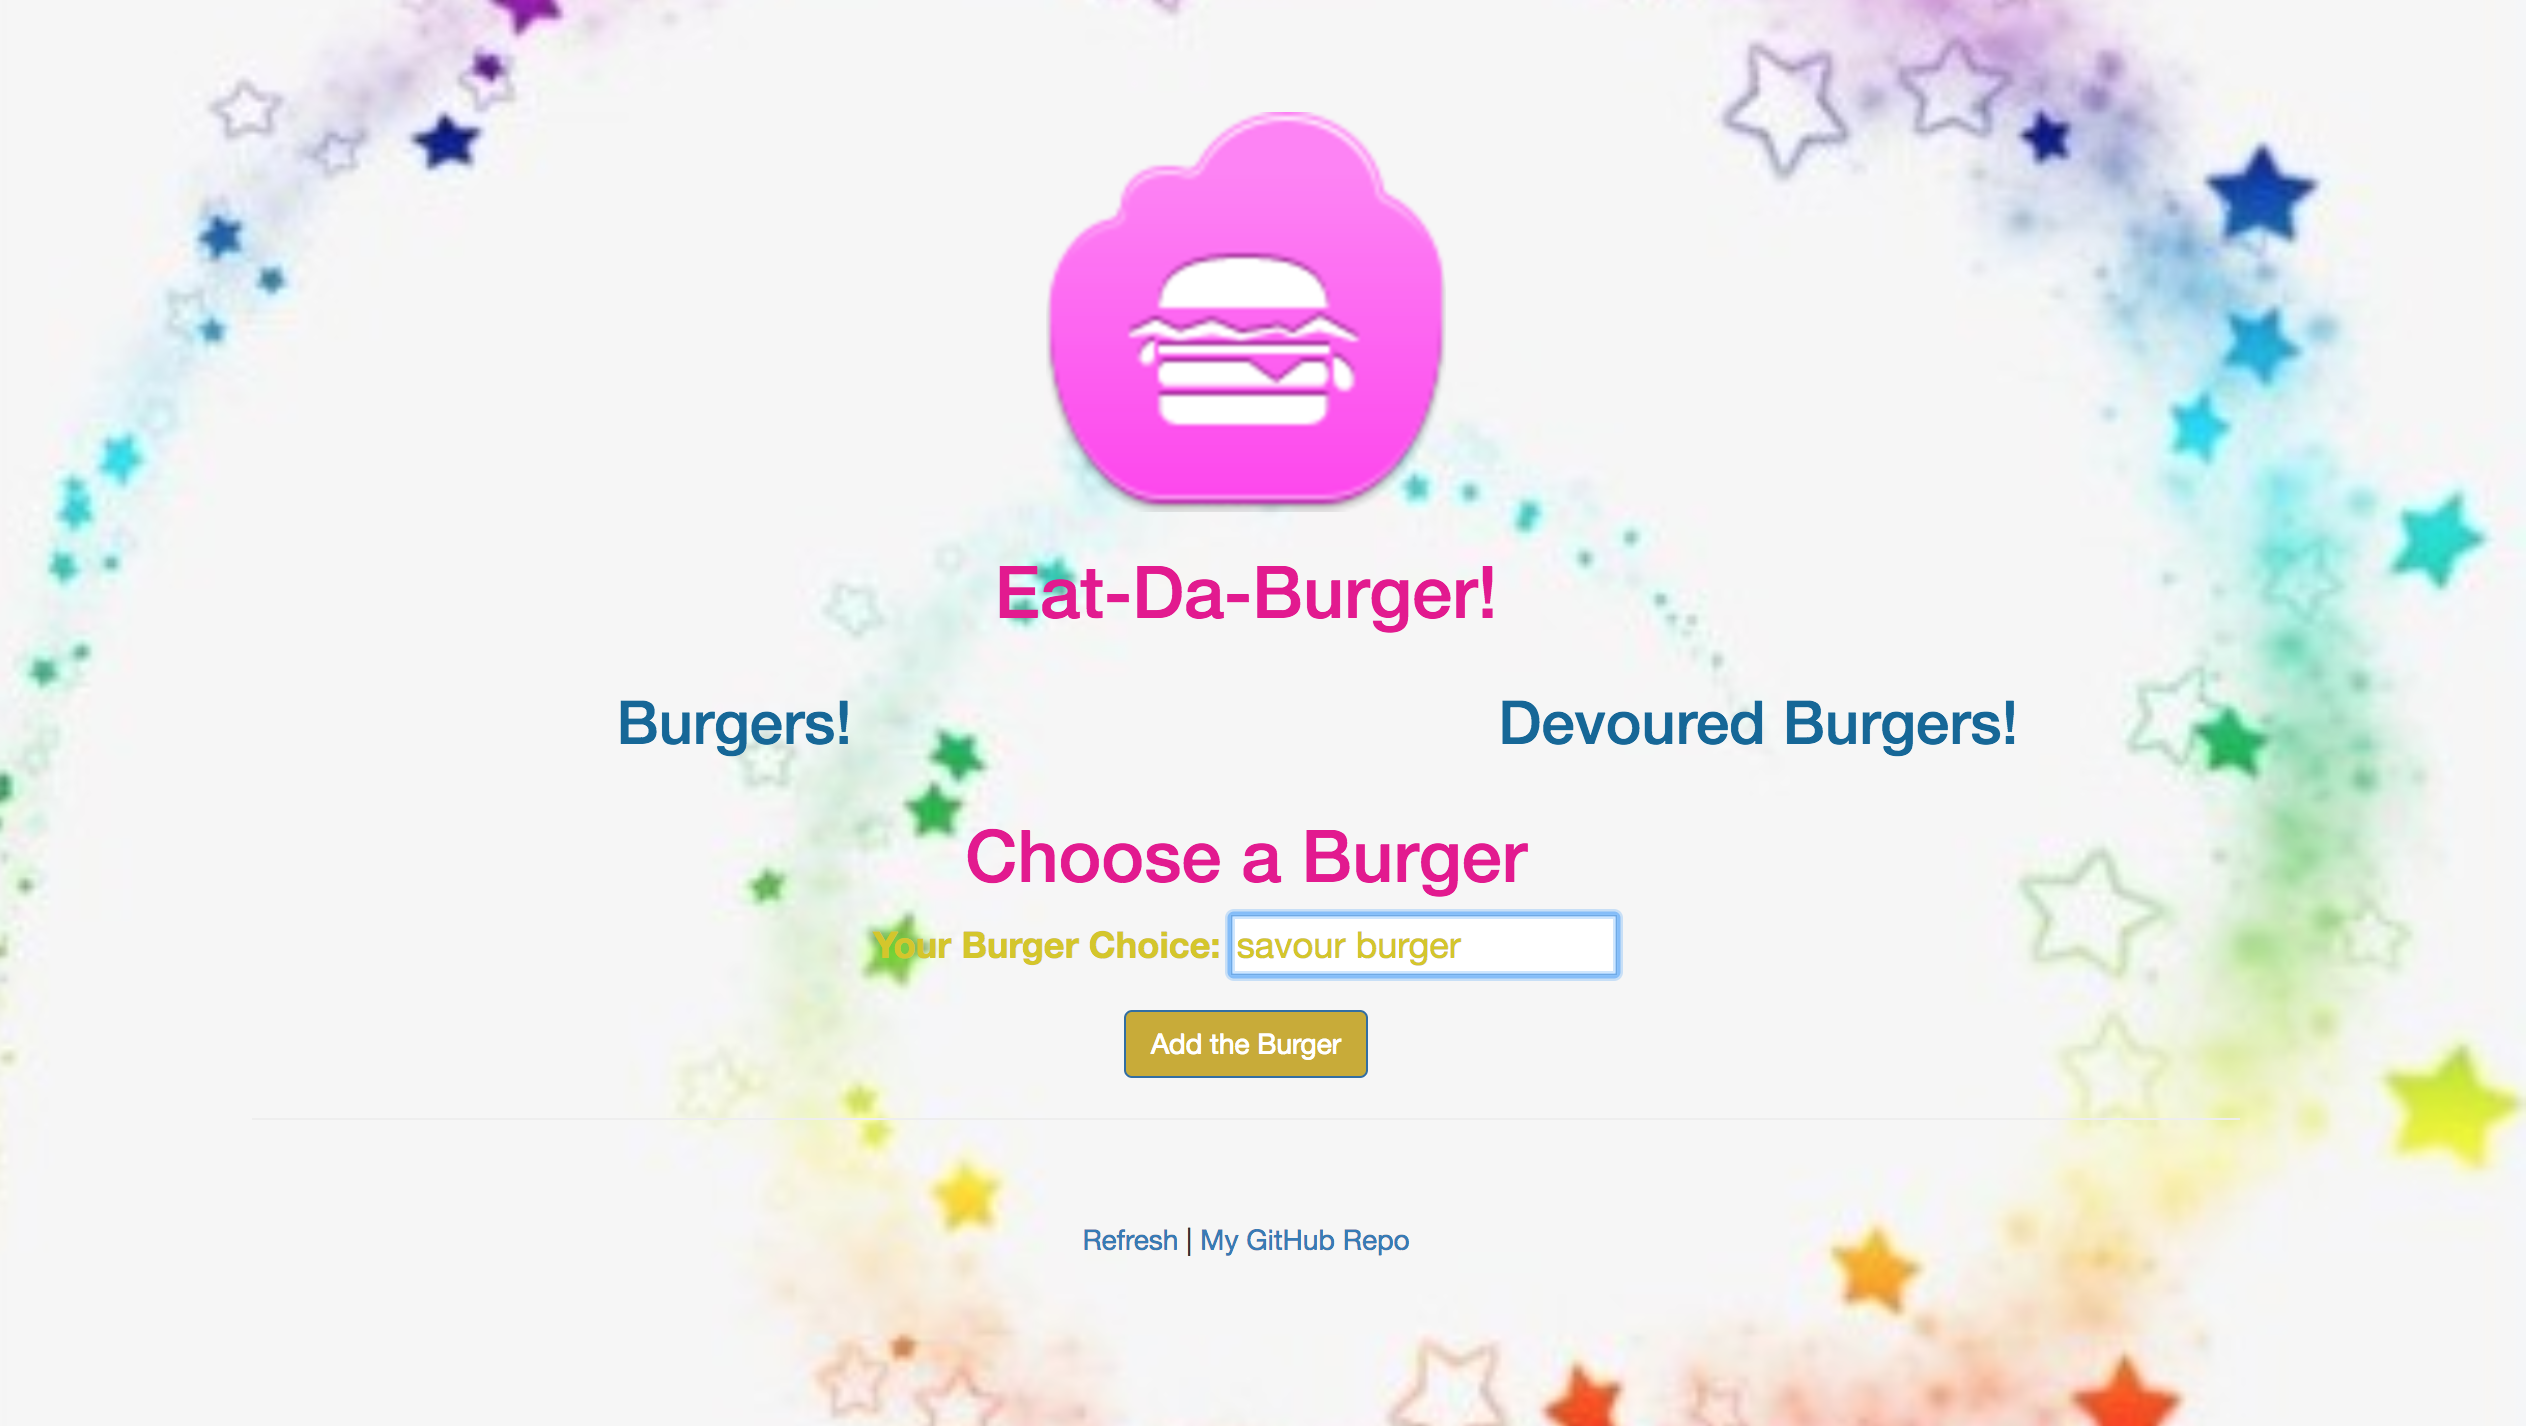 Eat-Da-Burger!
Burgers!
Devoured Burgers!
Choose a Burger
Your Burger Choice: savour burger
Add the Burger
Refresh | My GitHub Repo